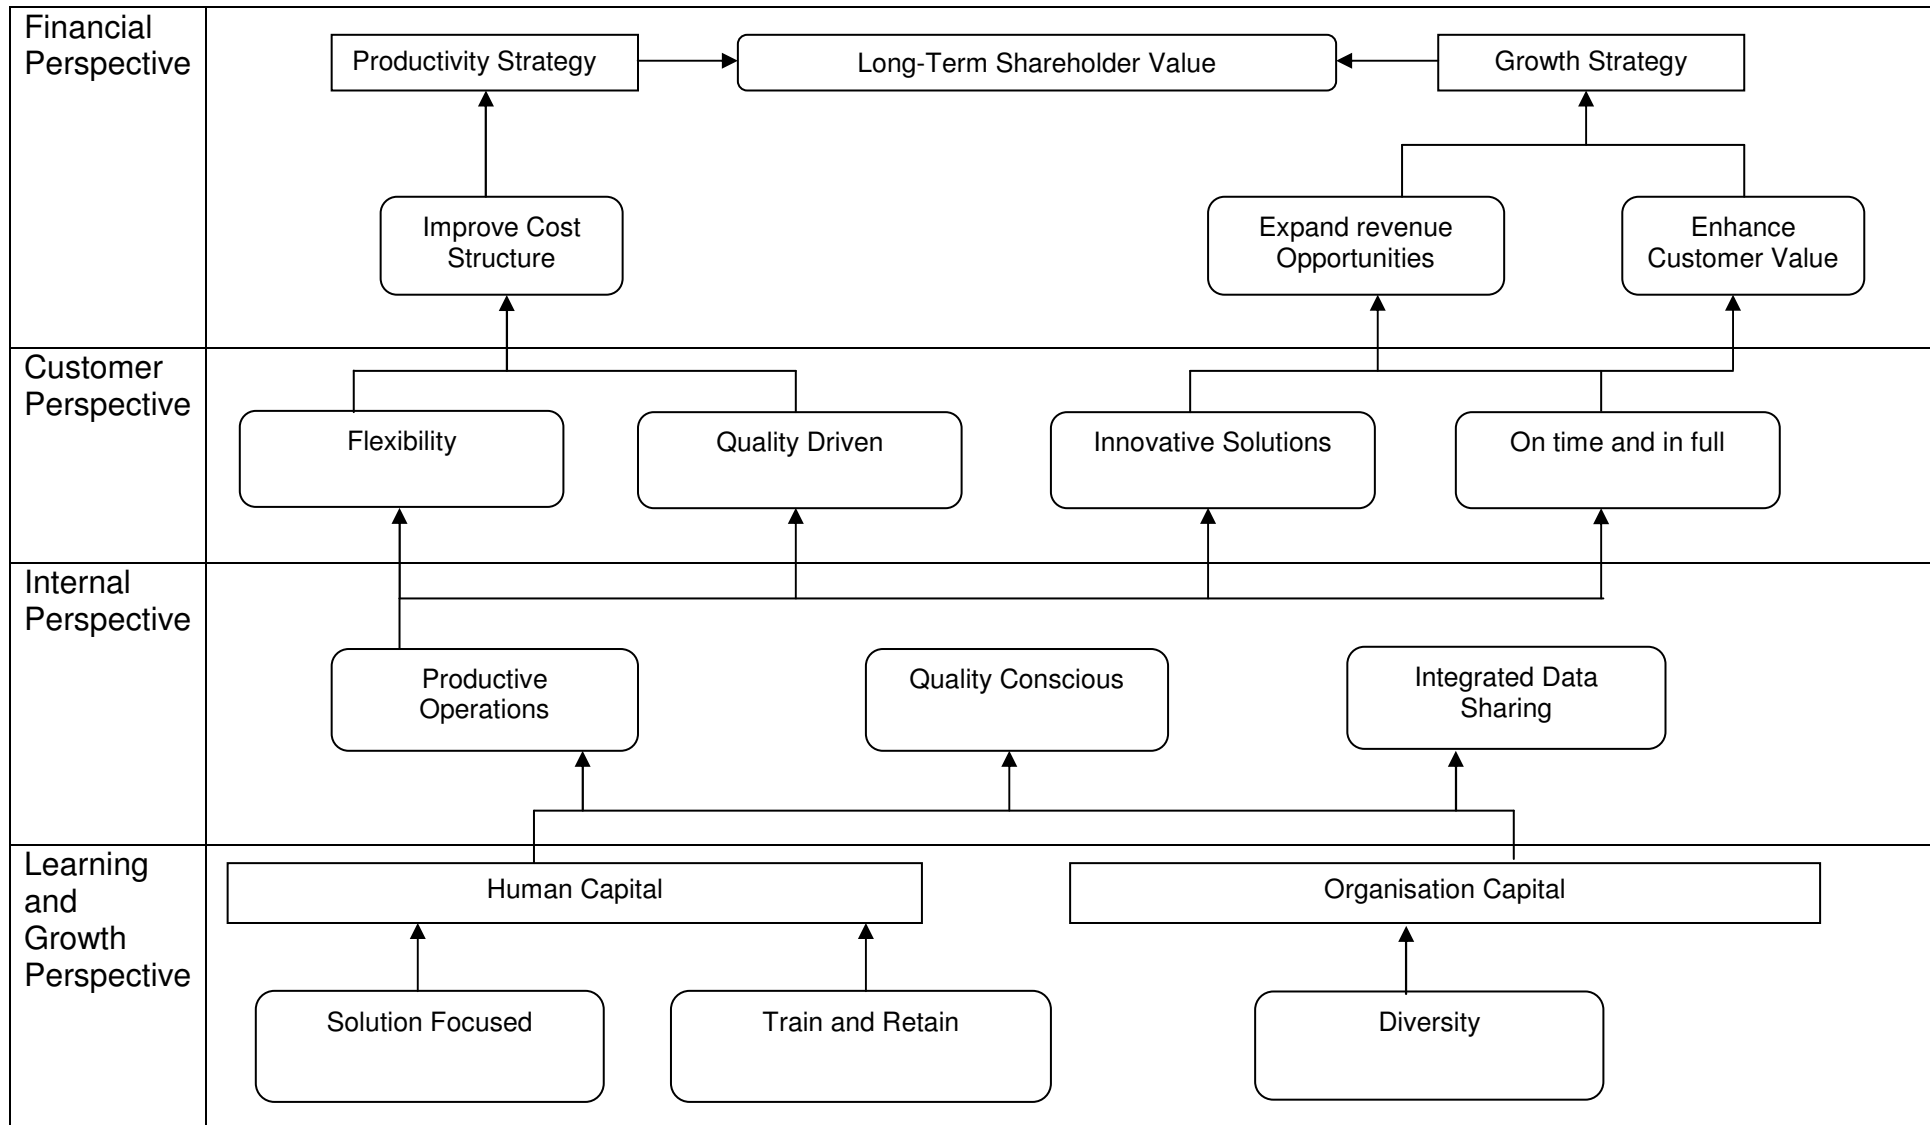 Financial
Perspective
Productivity Strategy
Long-Term Shareholder Value
Growth Strategy
Improve Cost
Structure
Expand revenue
Opportunities
Enhance
Customer Value
Customer
Perspective
Flexibility
Quality Driven
Innovative Solutions
On time and in full
Internal
Perspective
Productive
Operations
Quality Conscious
Integrated Data
Sharing
Learning
and
Growth
Perspective
Human Capital
Organisation Capital
Solution Focused
Train and Retain
Diversity